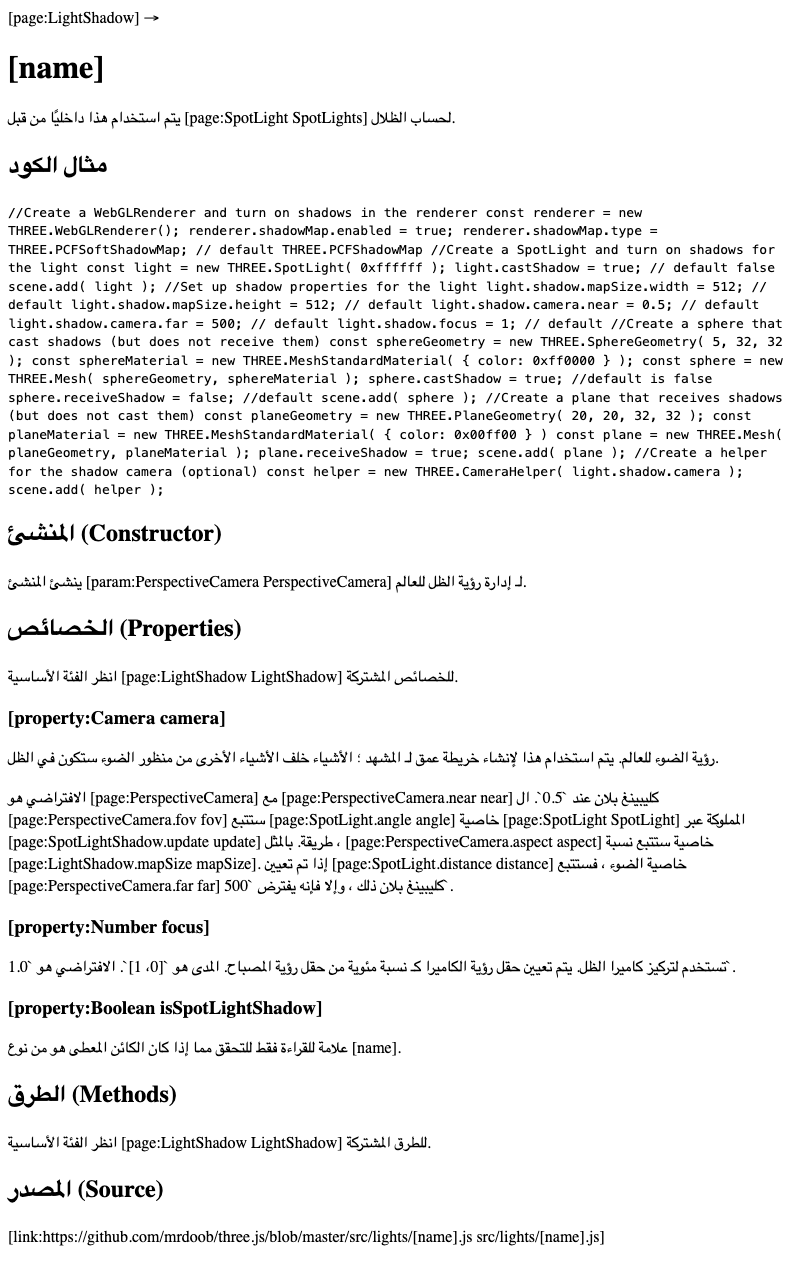 [page:LightShadow] →
[name]
يتم استخدام هذا داخليًا من قبل [page:SpotLight SpotLights] لحساب الظلال.
مثال الكود
//Create a WebGLRenderer and turn on shadows in the renderer const renderer = new
THREE.WebGLRenderer(); renderer.shadowMap.enabled = true; renderer.shadowMap.type =
THREE.PCFSoftShadowMap; // default THREE.PCFShadowMap //Create a SpotLight and turn on shadows for
the light const light = new THREE.SpotLight( 0xffffff ); light.castShadow = true; // default false
scene.add( light ); //Set up shadow properties for the light light.shadow.mapSize.width = 512; //
default light.shadow.mapSize.height = 512; // default light.shadow.camera.near = 0.5; // default
light.shadow.camera.far = 500; // default light.shadow.focus = 1; // default //Create a sphere that
cast shadows (but does not receive them) const sphereGeometry = new THREE.SphereGeometry( 5, 32, 32
); const sphereMaterial = new THREE.MeshStandardMaterial( { color: 0xff0000 } ); const sphere = new
THREE.Mesh( sphereGeometry, sphereMaterial ); sphere.castShadow = true; //default is false
sphere.receiveShadow = false; //default scene.add( sphere ); //Create a plane that receives shadows
(but does not cast them) const planeGeometry = new THREE.PlaneGeometry( 20, 20, 32, 32 ); const
planeMaterial = new THREE.MeshStandardMaterial( { color: 0x00ff00 } ) const plane = new THREE.Mesh(
planeGeometry, planeMaterial ); plane.receiveShadow = true; scene.add( plane ); //Create a helper
for the shadow camera (optional) const helper = new THREE.CameraHelper( light.shadow.camera );
scene.add( helper );
المنشئ (Constructor)
ينشئ المنشئ [param:PerspectiveCamera PerspectiveCamera] لـ إدارة رؤية الظل للعالم.
الخصائص (Properties)
انظر الفئة الأساسية [page:LightShadow LightShadow] للخصائص المشتركة.
[property:Camera camera]
رؤية الضوء للعالم. يتم استخدام هذا لإنشاء خريطة عمق لـ المشهد ؛ الأشياء خلف الأشياء الأخرى من منظور الضوء ستكون في الظل.
الافتراضي هو [page:PerspectiveCamera] مع [page:PerspectiveCamera.near near] كليبينغ بلان عند `0.5`. ال
[page:PerspectiveCamera.fov fov] ستتبع [page:SpotLight.angle angle] خاصية [page:SpotLight SpotLight] المملوكة عبر
[page:SpotLightShadow.update update] طريقة. بالمثل ، [page:PerspectiveCamera.aspect aspect] خاصية ستتبع نسبة
[page:LightShadow.mapSize mapSize]. إذا تم تعيين [page:SpotLight.distance distance] خاصية الضوء ، فستتبع
[page:PerspectiveCamera.far far] كليبينغ بلان ذلك ، وإلا فإنه يفترض `500`.
[property:Number focus]
تستخدم لتركيز كاميرا الظل. يتم تعيين حقل رؤية الكاميرا كـ نسبة مئوية من حقل رؤية المصباح. المدى هو `[0، 1]`. الافتراضي هو `1.0`.
[property:Boolean isSpotLightShadow]
علامة للقراءة فقط للتحقق مما إذا كان الكائن المعطى هو من نوع [name].
الطرق (Methods)
انظر الفئة الأساسية [page:LightShadow LightShadow] للطرق المشتركة.
المصدر (Source)
[link:https://github.com/mrdoob/three.js/blob/master/src/lights/[name].js src/lights/[name].js]